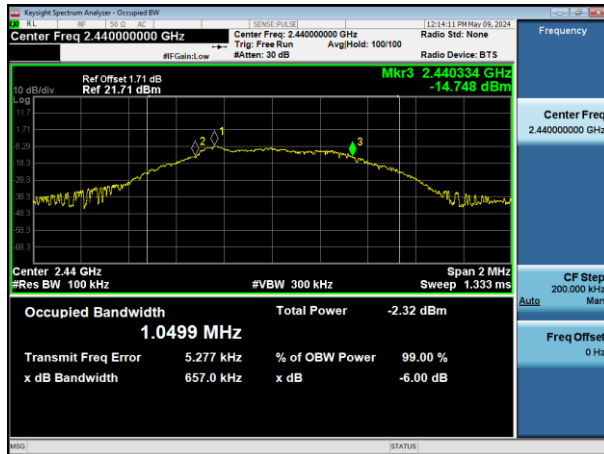 Keysight Spectrum Analyzer - Occupied BW
RL RF 50 Ω AC SENSE:PULSE 12:14:11 PM May 09, 2024
Center Freq 2.440000000 GHz
Center Freq: 2.440000000 GHz Radio Std: None
Trig: Free Run Avg|Hold: 100/100
#IFGain:Low #Atten: 30 dB Radio Device: BTS
Mkr3 2.440334 GHz
-14.748 dBm
Ref Offset 1.71 dB
10 dB/div Ref 21.71 dBm
Log
11.7
1.71
-8.29
-18.3
-28.3
-38.3
-48.3
-58.3
-68.3
1
2
3
Center 2.44 GHz Span 2 MHz
#Res BW 100 kHz #VBW 300 kHz Sweep 1.333 ms
Occupied Bandwidth Total Power -2.32 dBm
1.0499 MHz
Transmit Freq Error 5.277 kHz % of OBW Power 99.00 %
x dB Bandwidth 657.0 kHz x dB -6.00 dB
Frequency
Center Freq
2.440000000 GHz
CF Step
200.000 kHz
Auto Man
Freq Offset
0 Hz
MSG STATUS